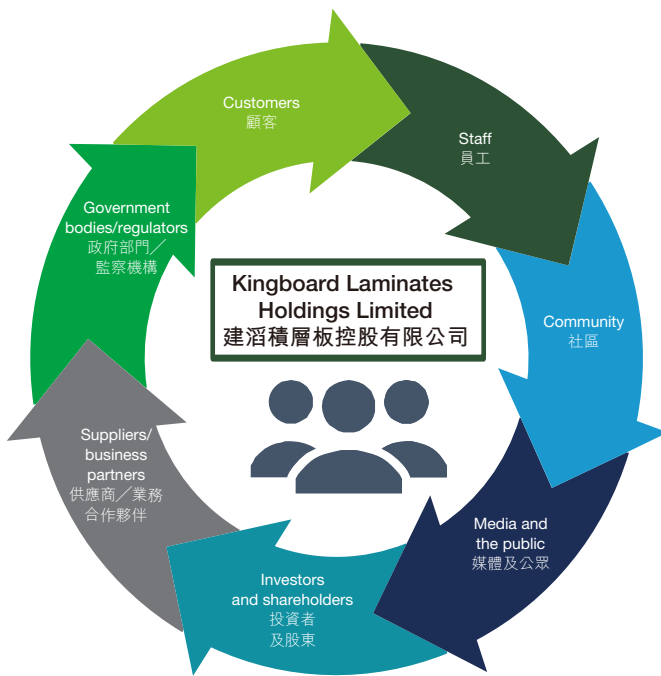 Customers
顧客
Staff
員工
Government
bodies/regulators
政府部門／
監察機構
Kingboard Laminates
Holdings Limited
建滔積層板控股有限公司
Community
社區
Suppliers/
business
partners
供應商／業務
合作夥伴
Media and
the public
媒體及公眾
Investors
and shareholders
投資者
及股東